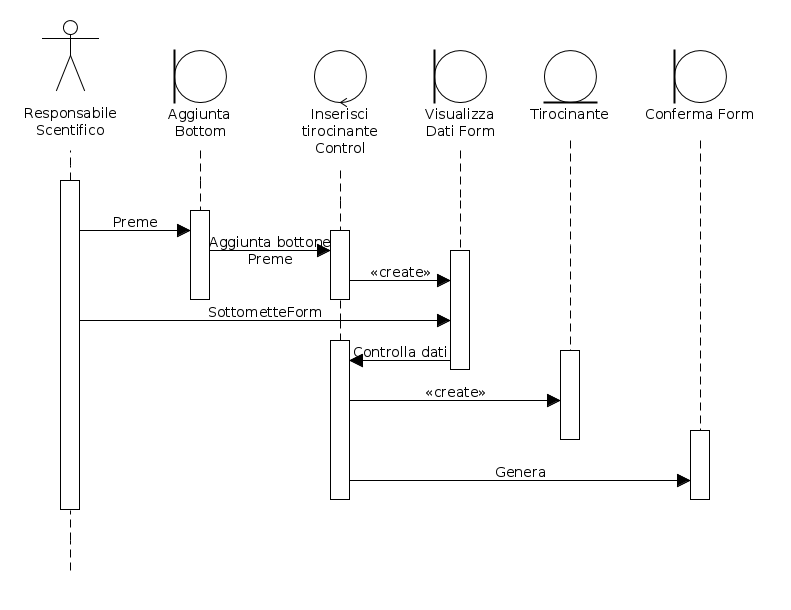 Responsabile
Scentifico
Aggiunta
Bottom
Inserisci
tirocinante
Control
Visualizza
Dati Form
Tirocinante
Conferma Form
Preme
Aggiunta bottone
Preme
«create»
SottometteForm
Controlla dati
«create»
Genera